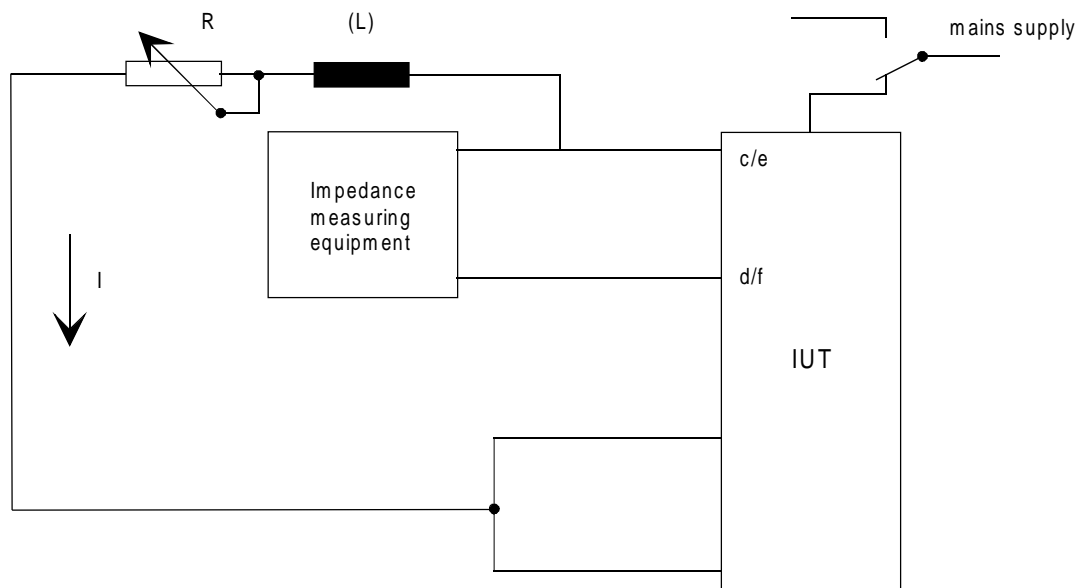 R
(L)
mains supply
c/e
Impedance
measuring
equipment
d/f
I
IUT